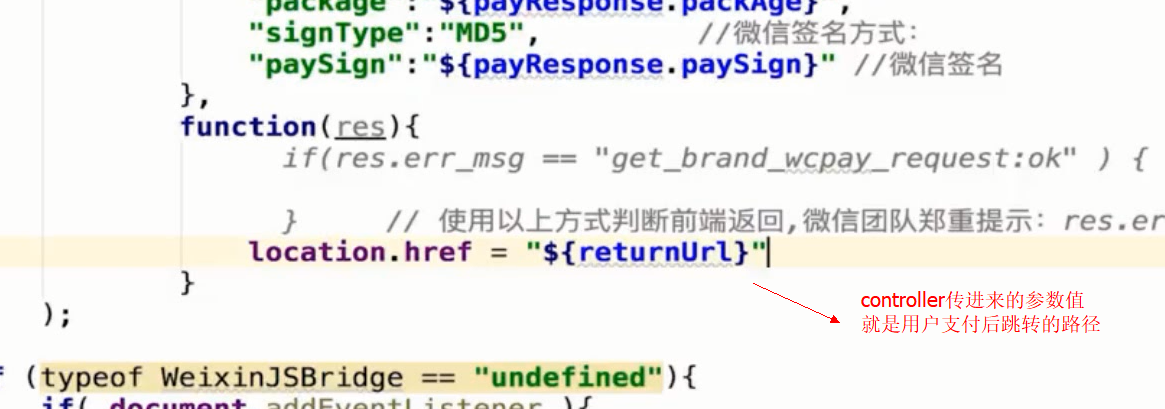 "package":"${payResponse.packAge}",
"signType":"MD5", //微信签名方式：
"paySign":"${payResponse.paySign}" //微信签名
},
function(res){
if(res.err_msg == "get_brand_wcpay_request:ok" ) {
} // 使用以上方式判断前端返回,微信团队郑重提示：res.er
location.href = "${returnUrl}"
}
controller传进来的参数值
就是用户支付后跳转的路径
);
(typeof WeixinJSBridge == "undefined"){
if( document.addEventListener ){